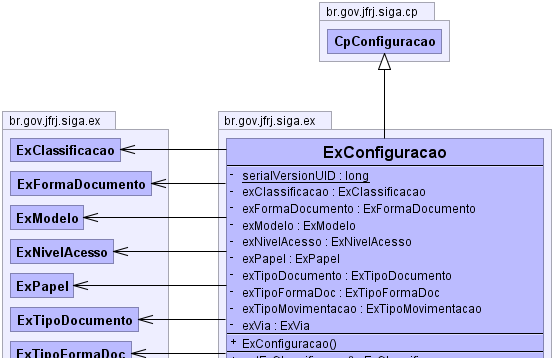 br.gov.jfrj.siga.cp
CpConfiguracao
br.gov.jfrj.siga.ex
ExClassificacao
ExFormaDocumento
ExModelo
ExNivelAcesso
ExPapel
ExTipoDocumento
ExTipoFormaDoc
br.gov.jfrj.siga.ex
ExConfiguracao
- serialVersionUID : long
- exClassificacao : ExClassificacao
- exFormaDocumento : ExFormaDocumento
- exModelo : ExModelo
- exNivelAcesso : ExNivelAcesso
- exPapel : ExPapel
- exTipoDocumento : ExTipoDocumento
- exTipoFormaDoc : ExTipoFormaDoc
- exTipoMovimentacao : ExTipoMovimentacao
- exVia : ExVia
+ ExConfiguracao()